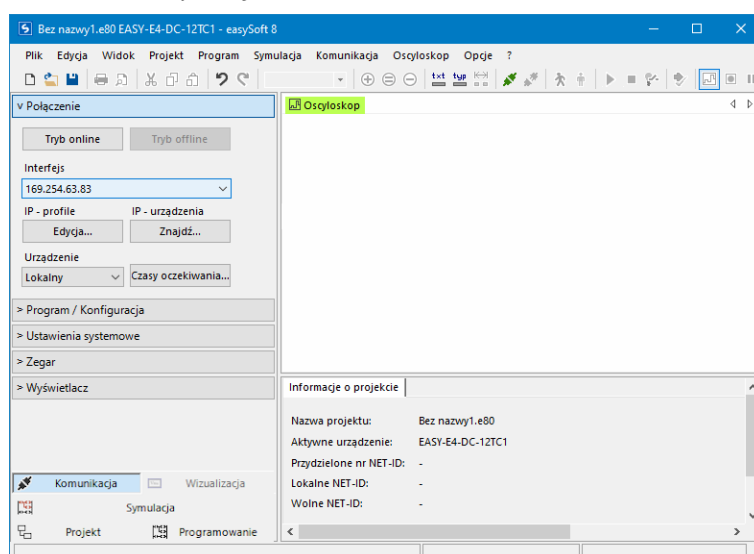 Bez nazwy1.e80 EASY-E4-DC-12TC1 - easySoft 8
Plik Edycja Widok Projekt Program Symulacja Komunikacja Oscyloskop Opcje ?
txt typ
v Połączenie
Tryb online Tryb offline
Interfejs
169.254.63.83
IP - profile IP - urządzenia
Edycja... Znajdź...
Urządzenie
Lokalny Czasy oczekiwania...
> Program / Konfiguracja
> Ustawienia systemowe
> Zegar
> Wyświetlacz
Komunikacja Wizualizacja
Symulacja
Projekt Programowanie
Oscyloskop
Informacje o projekcie
Nazwa projektu: Bez nazwy1.e80
Aktywne urządzenie: EASY-E4-DC-12TC1
Przydzielone nr NET-ID: -
Lokalne NET-ID: -
Wolne NET-ID: -